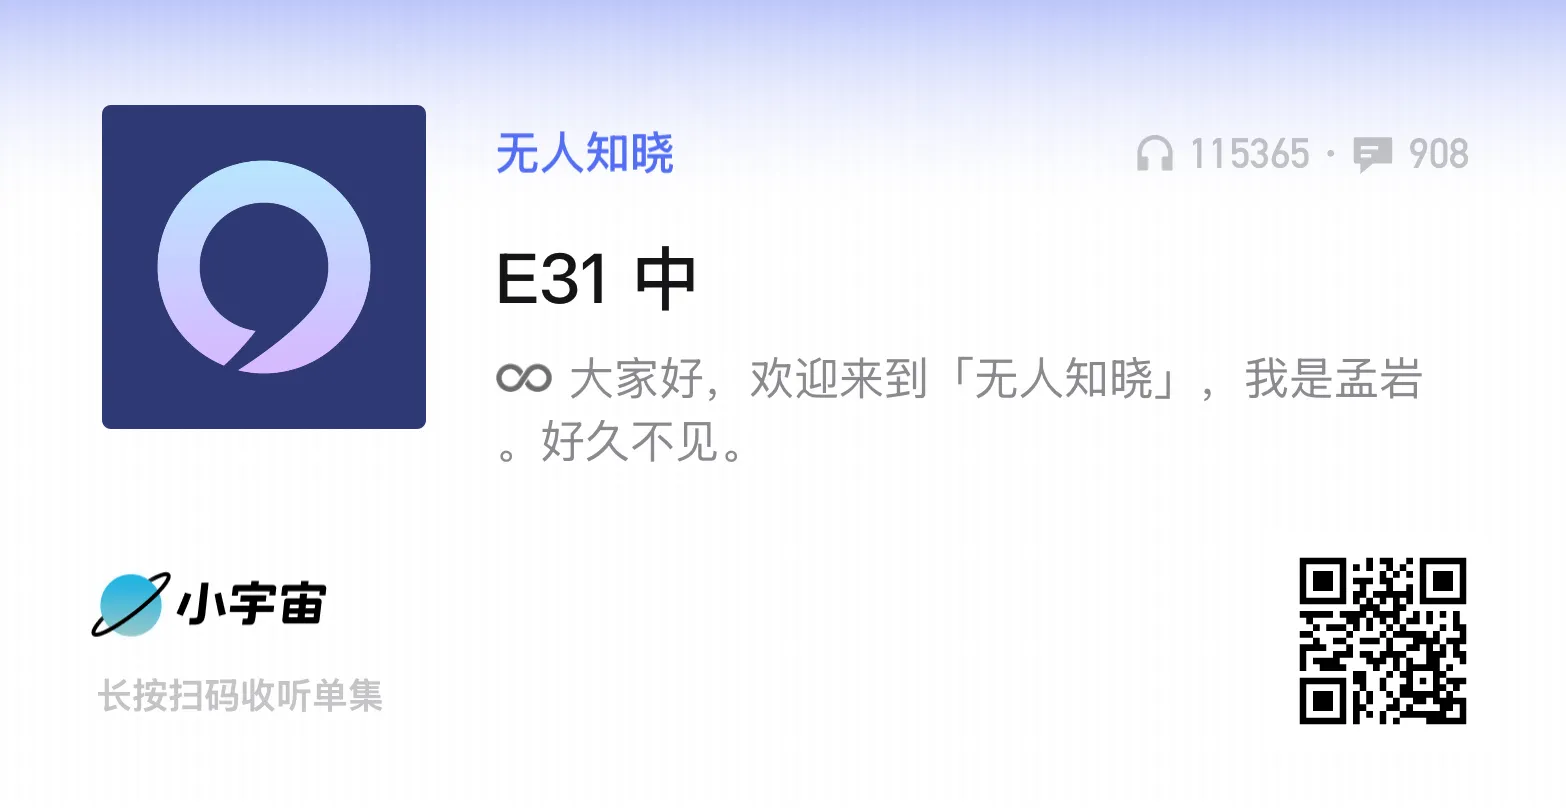 无人知晓
115365 · 908
E31 中
∞ 大家好，欢迎来到「无人知晓」，我是孟岩
。好久不见。
小宇宙
长按扫码收听单集